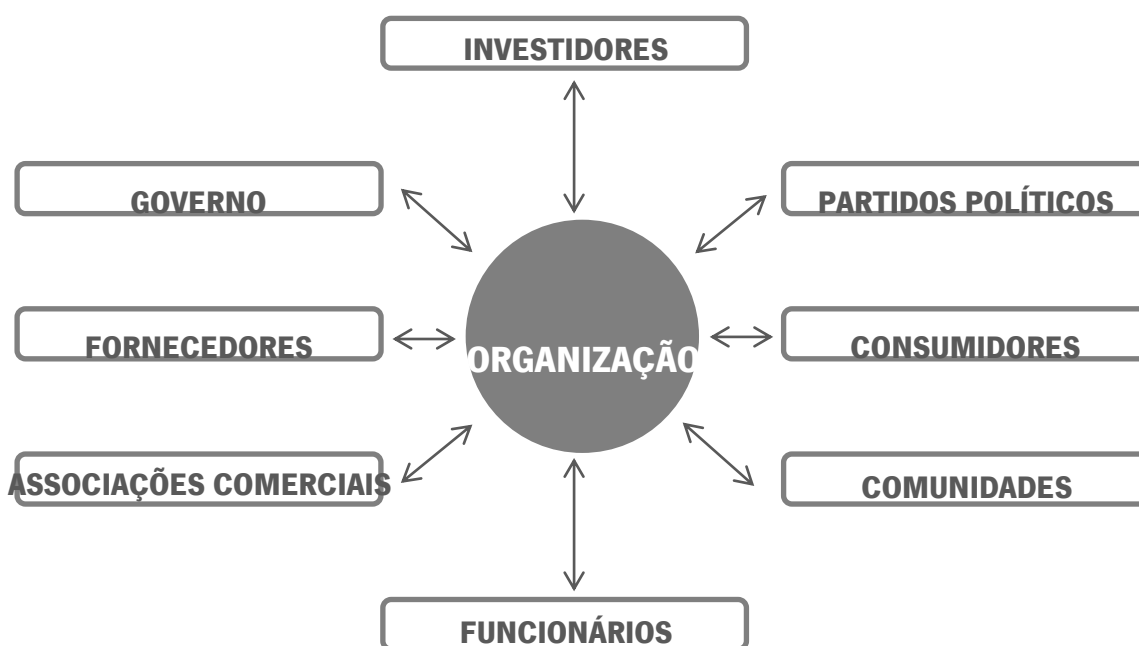 INVESTIDORES
GOVERNO
PARTIDOS POLÍTICOS
FORNECEDORES
ORGANIZAÇÃO
CONSUMIDORES
ASSOCIAÇÕES COMERCIAIS
COMUNIDADES
FUNCIONÁRIOS